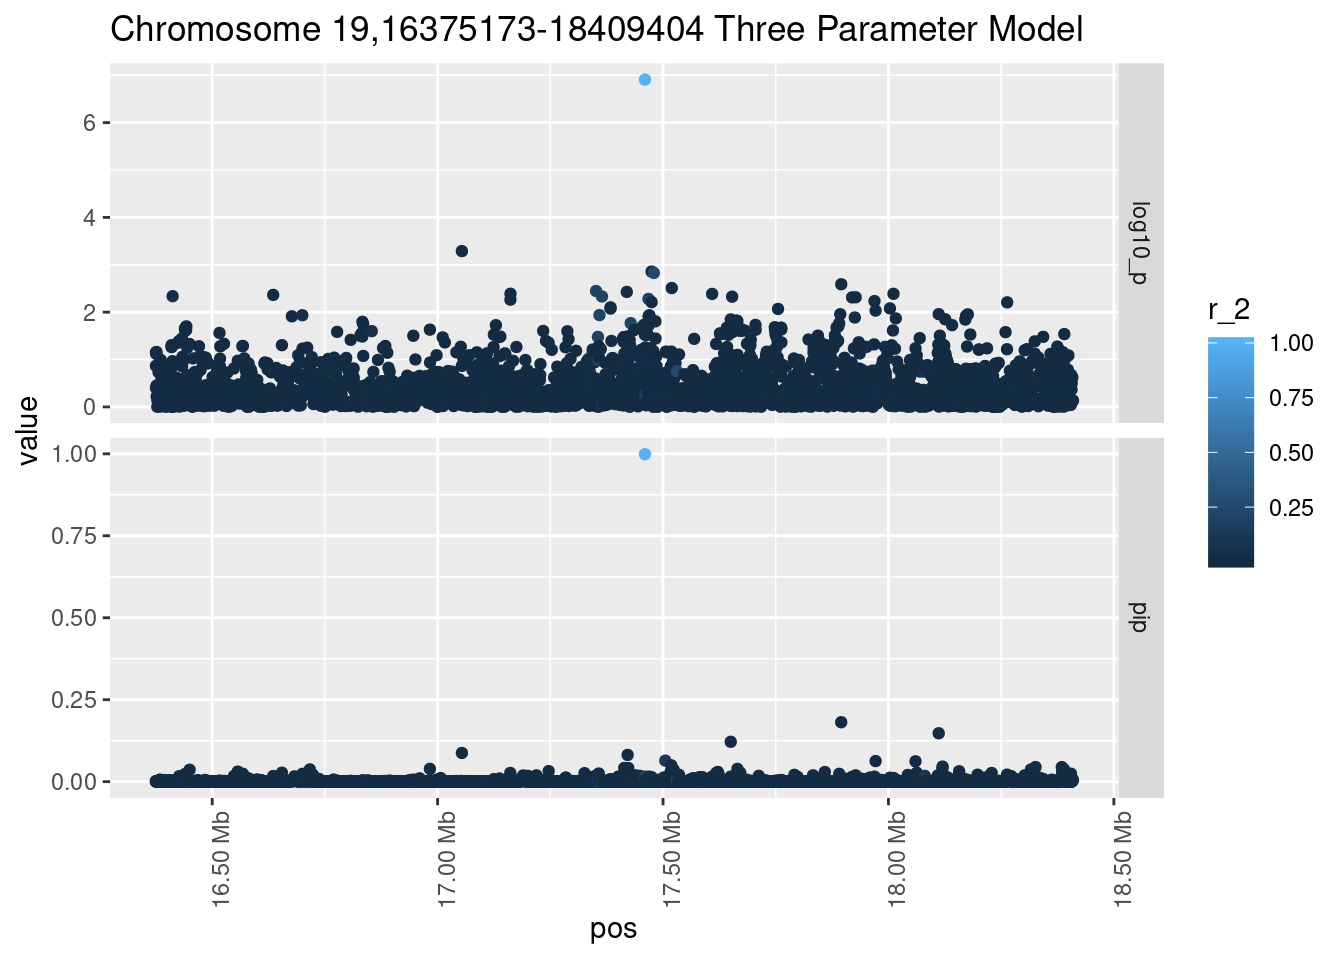 Chromosome 19,16375173-18409404 Three Parameter Model
6
4
2
0
log10_p
value
1.00
0.75
0.50
0.25
0.00
pip
16.50 Mb
17.00 Mb
17.50 Mb
18.00 Mb
18.50 Mb
pos
r_2
1.00
0.75
0.50
0.25